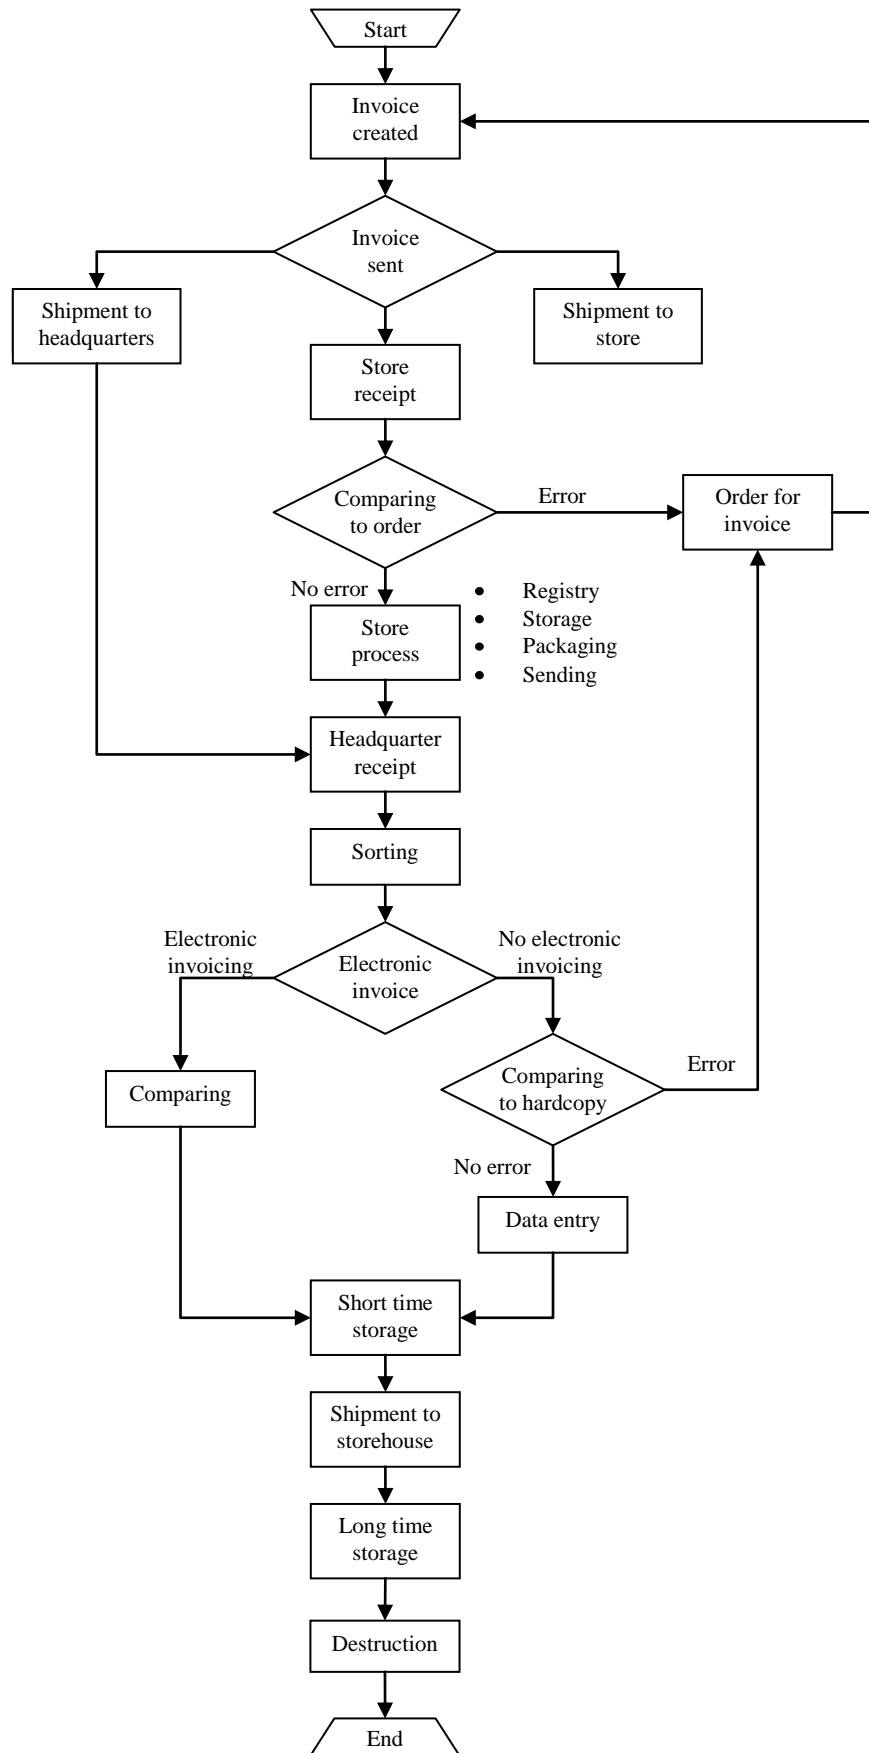 Start
Invoice
created
Invoice
sent
Shipment to
headquarters
Shipment to
store
Store
receipt
Comparing
to order
Error
Order for
invoice
No error
Store
process
• Registry
• Storage
• Packaging
• Sending
Headquarter
receipt
Sorting
Electronic
invoicing
Electronic
invoice
No electronic
invoicing
Comparing
Comparing
to hardcopy
Error
No error
Data entry
Short time
storage
Shipment to
storehouse
Long time
storage
Destruction
End